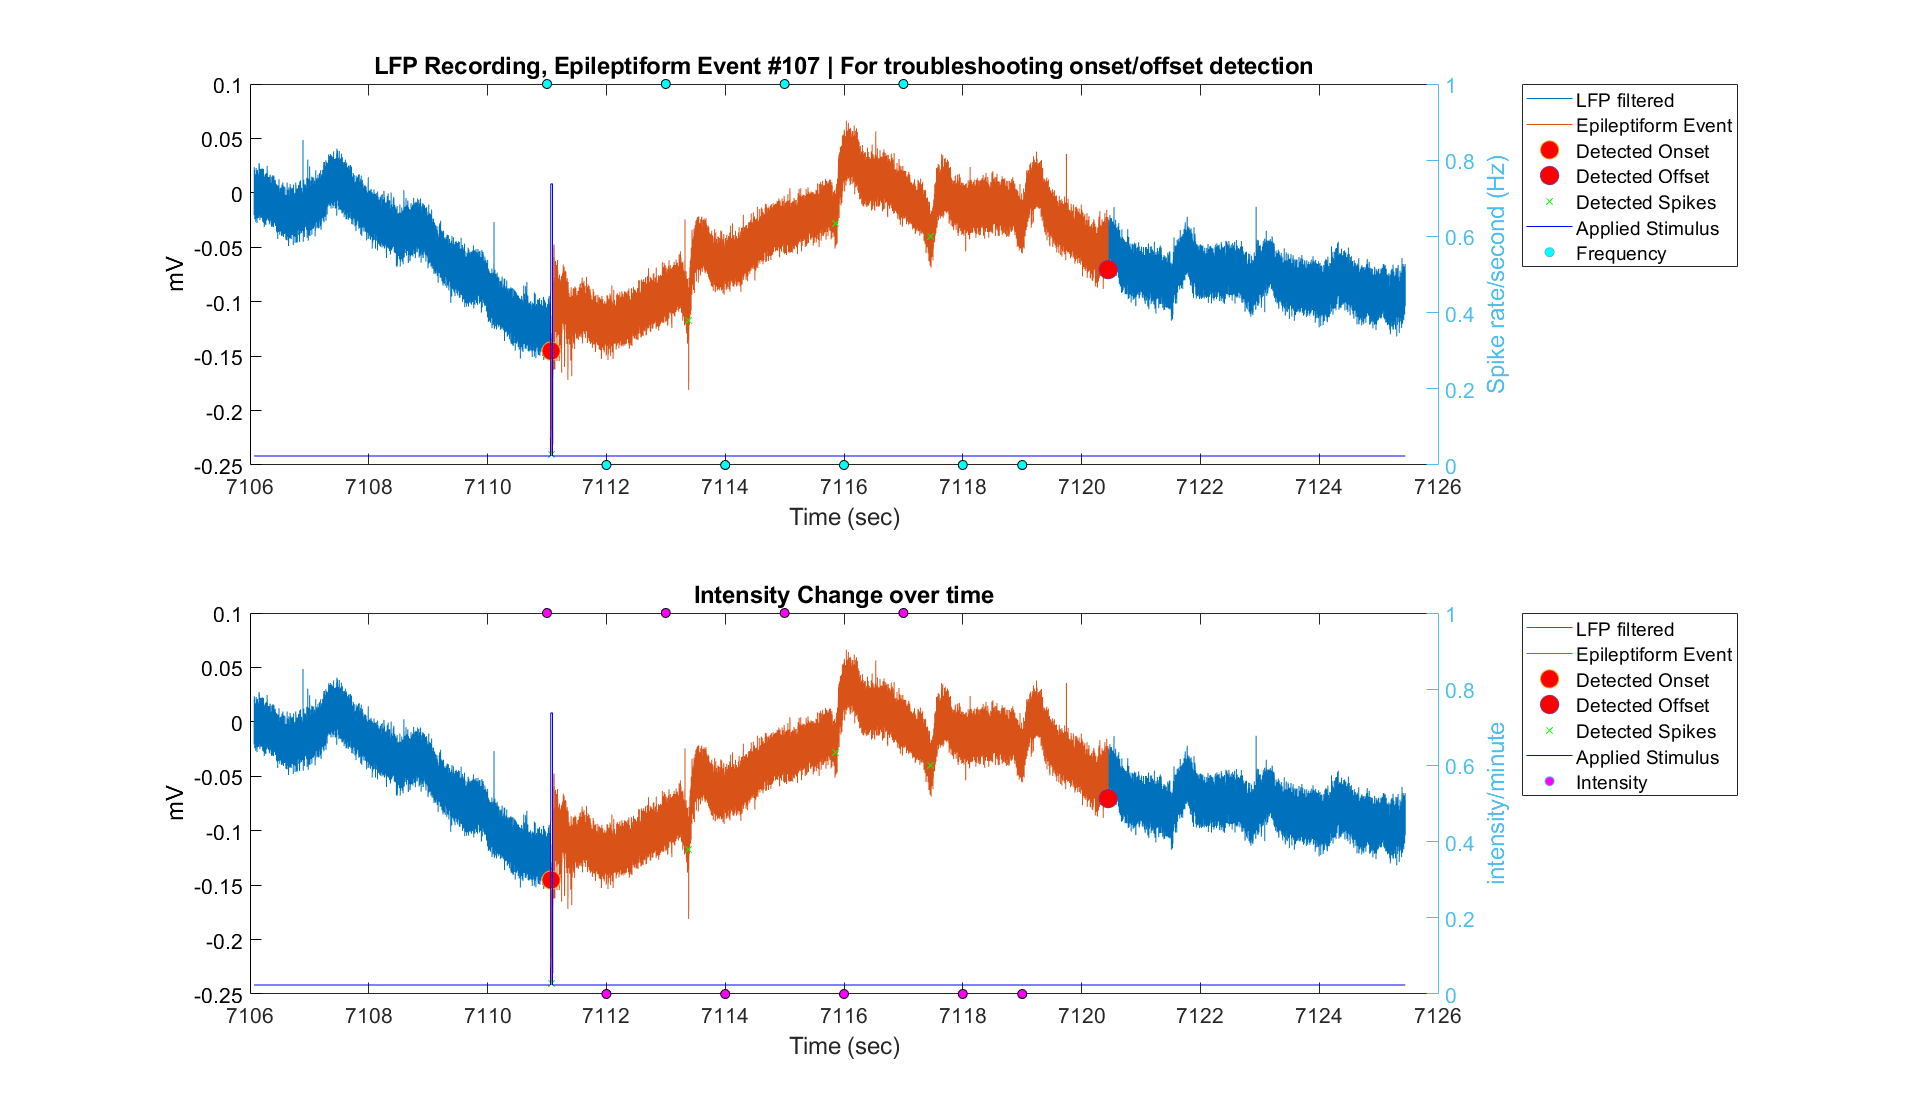 LFP Recording, Epileptiform Event #107 | For troubleshooting onset/offset detection
0.1
0.05
0
-0.05
-0.1
-0.15
-0.2
-0.25
mV
7106 7108 7110 7112 7114 7116 7118 7120 7122 7124 7126
Time (sec)
1
0.8
0.6
0.4
0.2
0
Spike rate/second (Hz)
LFP filtered
Epileptiform Event
Detected Onset
Detected Offset
Detected Spikes
Applied Stimulus
Frequency
Intensity Change over time
0.1
0.05
0
-0.05
-0.1
-0.15
-0.2
-0.25
mV
7106 7108 7110 7112 7114 7116 7118 7120 7122 7124 7126
Time (sec)
1
0.8
0.6
0.4
0.2
0
intensity/minute
LFP filtered
Epileptiform Event
Detected Onset
Detected Offset
Detected Spikes
Applied Stimulus
Intensity